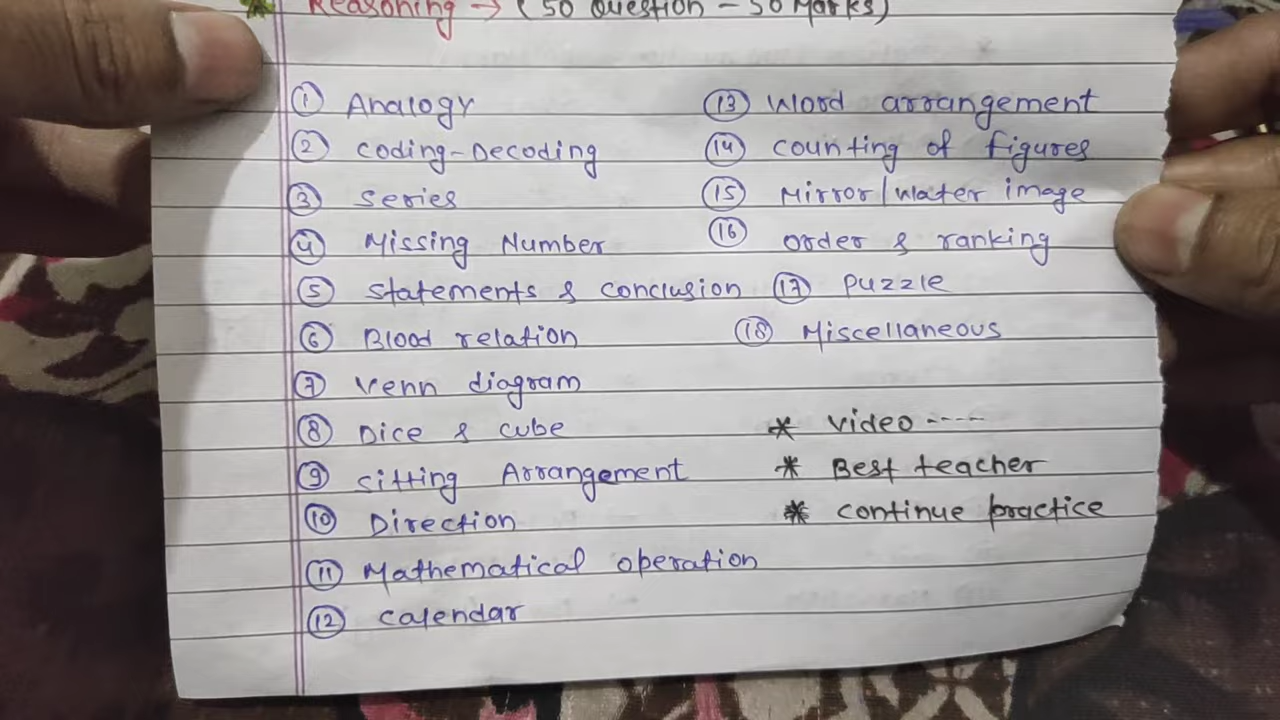 Reasoning → (50 Question - 50 Marks)
① Analogy
② Coding-Decoding
③ Series
④ Missing Number
⑤ Statements & Conclusion
⑥ Blood relation
⑦ Venn diagram
⑧ Dice & cube
⑨ Sitting Arrangement
⑩ Direction
⑪ Mathematical operation
⑫ Calendar
⑬ Word arrangement
⑭ Counting of figures
⑮ Mirror/Water image
⑯ Order & ranking
⑰ Puzzle
⑱ Miscellaneous
* Video ----
* Best teacher
* Continue practice